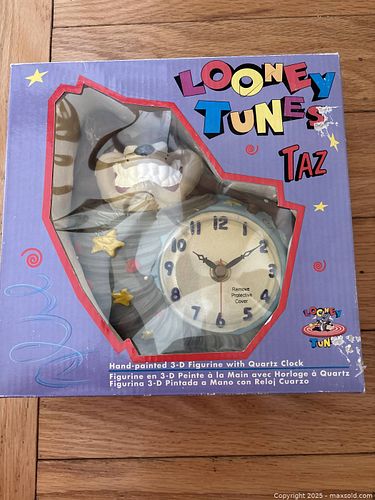 LOONEY
TUNES
TAZ
12
11
1
10
2
9
3
8
4
7
5
6
Remove
Protective
Cover
LOONEY
TUNES
Hand-painted 3-D Figurine with Quartz Clock
Figurine en 3-D Peinte à la Main avec Horloge à Quartz
Figurina 3-D Pintada a Mano con Reloj Cuarzo
Copyright 2025 - maxsold.com